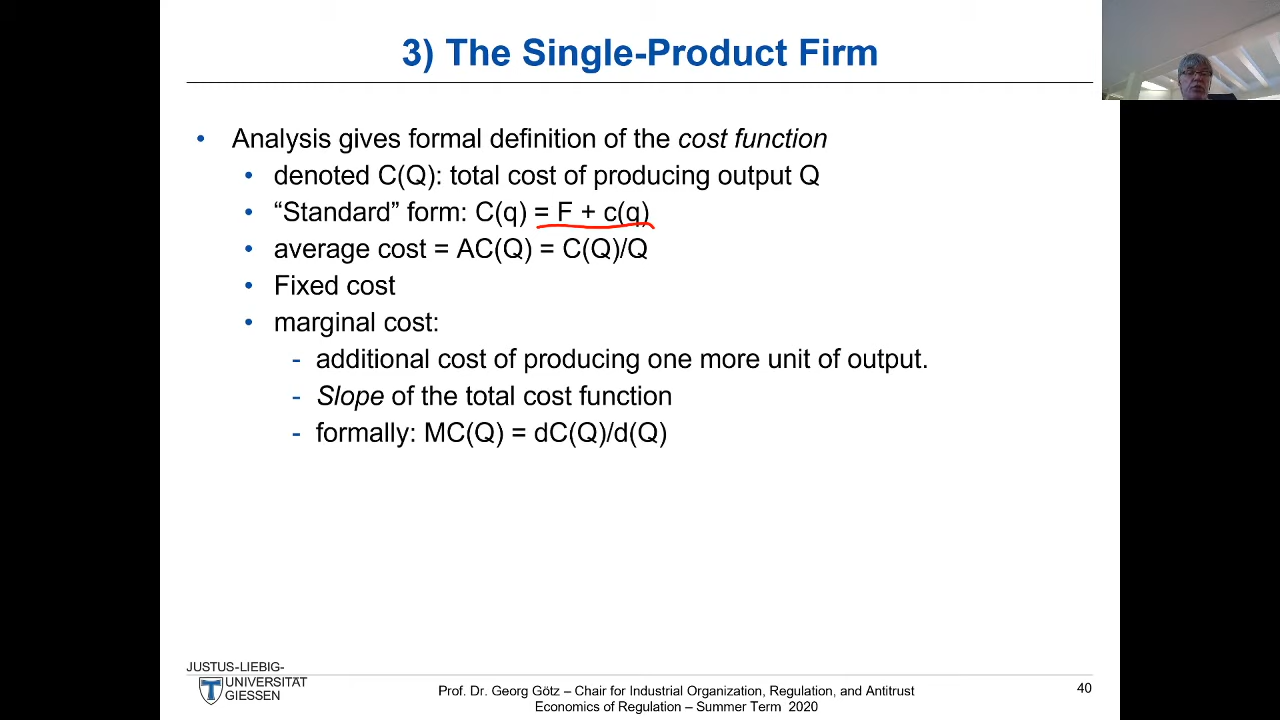 3) The Single-Product Firm
• Analysis gives formal definition of the cost function
• denoted C(Q): total cost of producing output Q
• “Standard” form: C(q) = F + c(q)
• average cost = AC(Q) = C(Q)/Q
• Fixed cost
• marginal cost:
- additional cost of producing one more unit of output.
- Slope of the total cost function
- formally: MC(Q) = dC(Q)/d(Q)
JUSTUS-LIEBIG-
UNIVERSITÄT
GIESSEN
Prof. Dr. Georg Götz – Chair for Industrial Organization, Regulation, and Antitrust
Economics of Regulation – Summer Term 2020
40